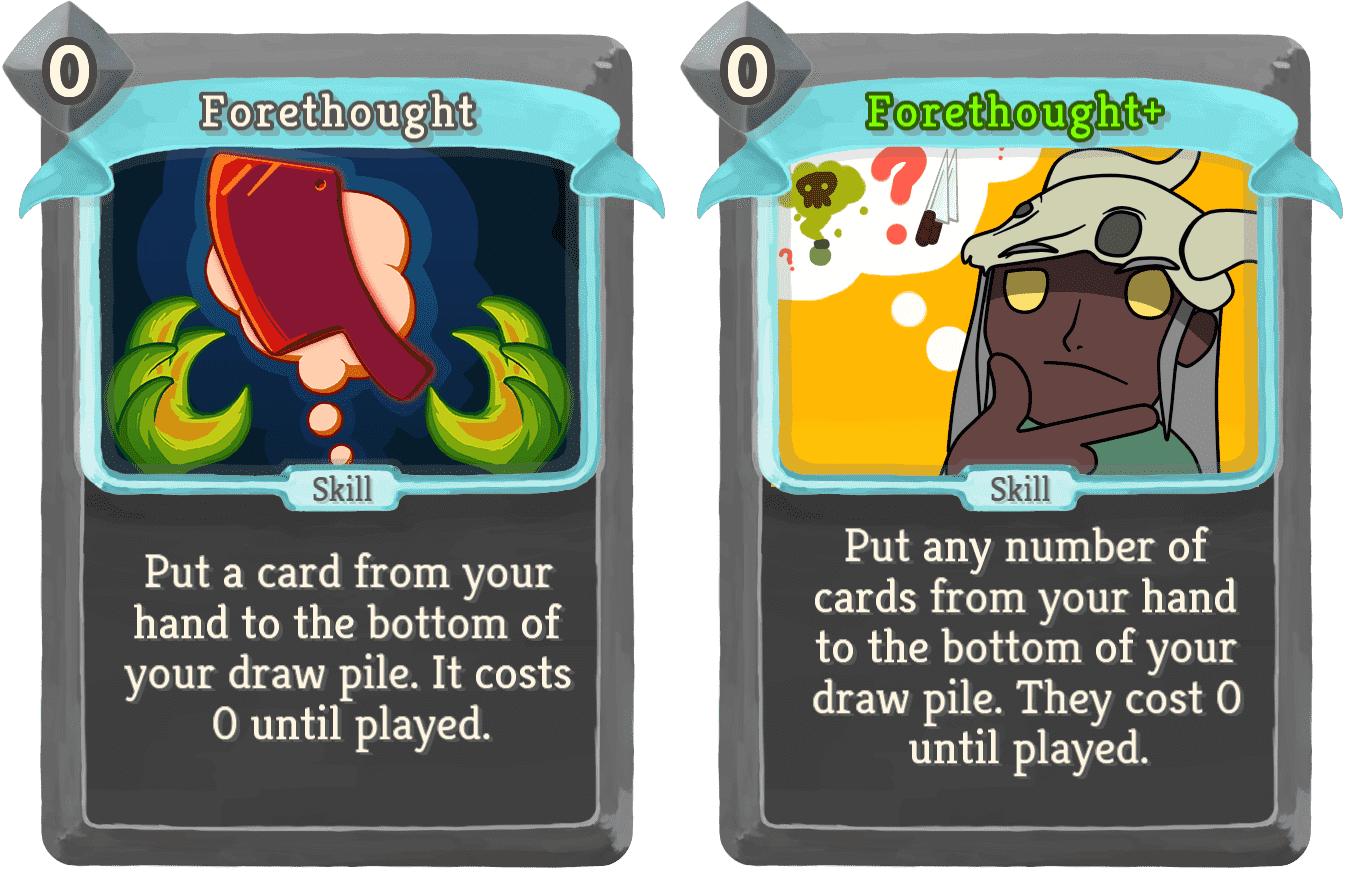 0
Forethought
Skill
Put a card from your
hand to the bottom of
your draw pile. It costs
0 until played.
0
Forethought+
? ?
?
Skill
Put any number of
cards from your hand
to the bottom of your
draw pile. They cost 0
until played.